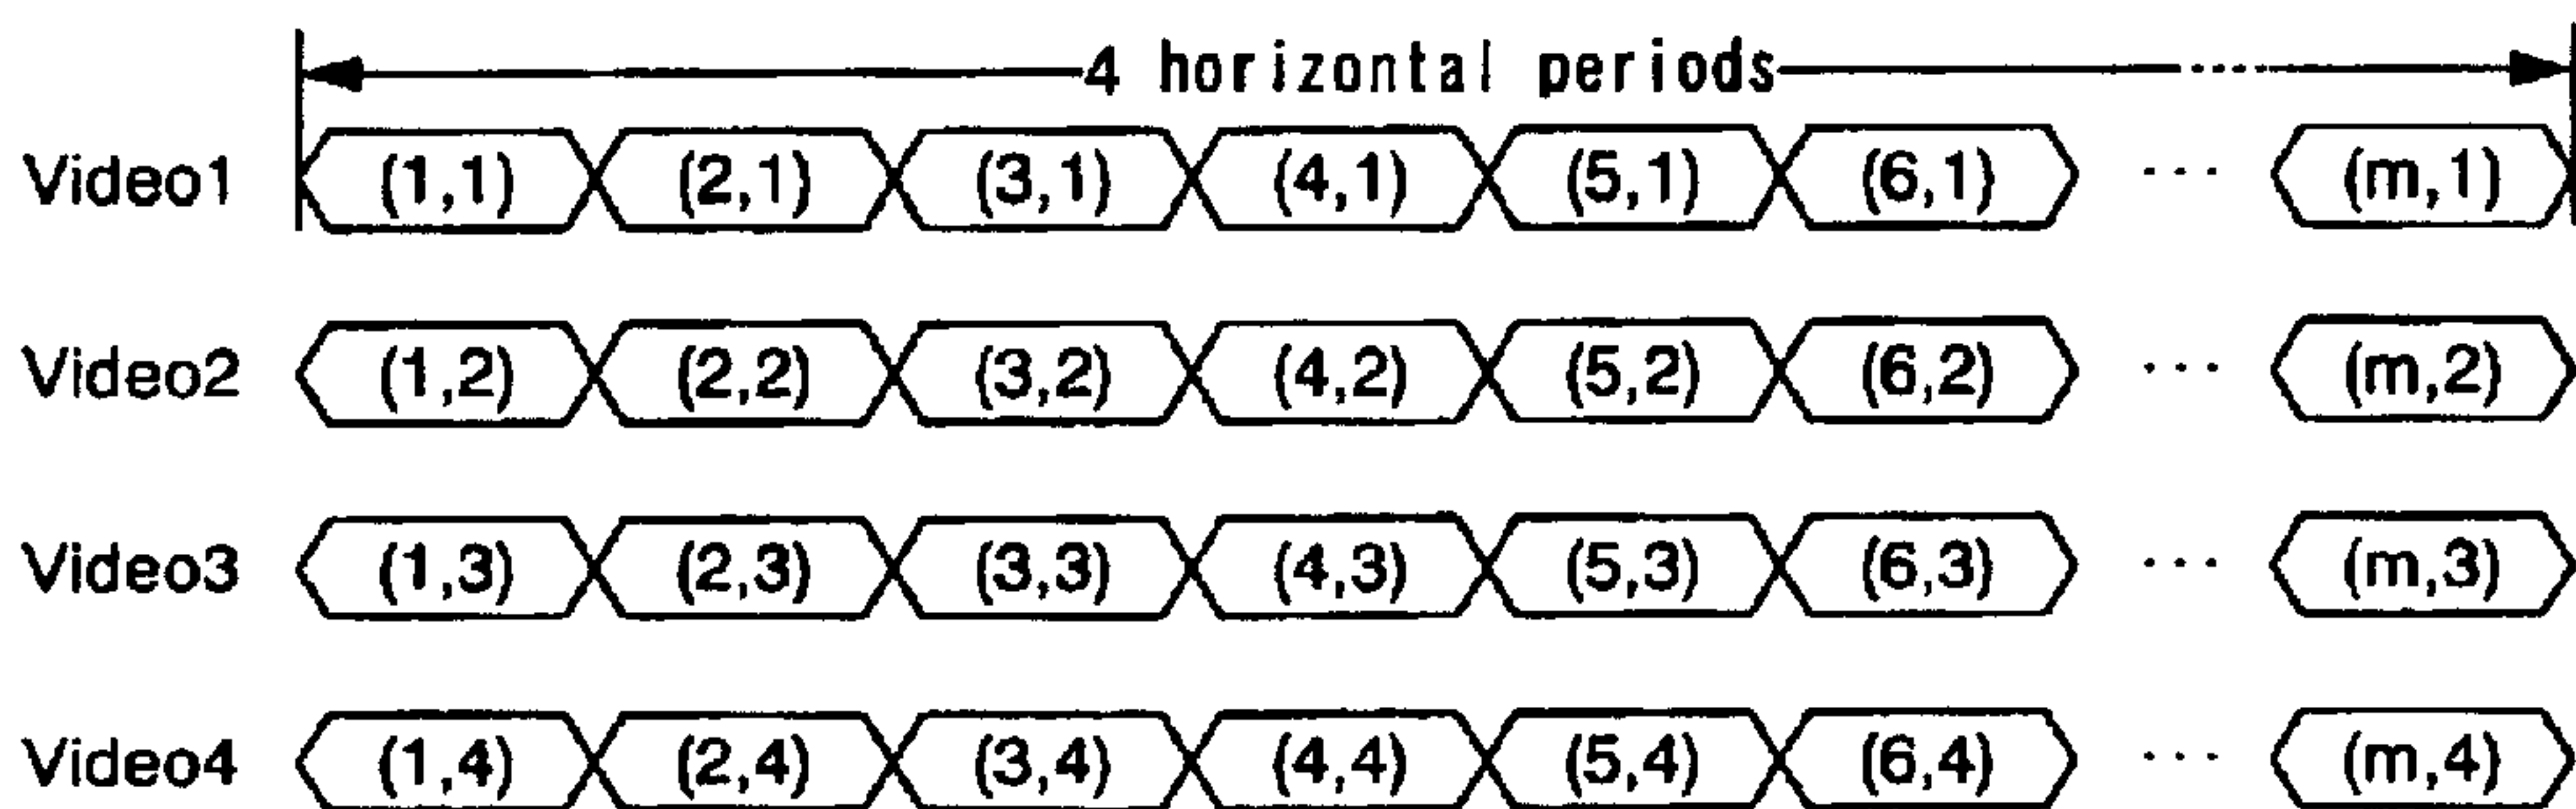 4 horizontal periods
Video1 (1,1) (2,1) (3,1) (4,1) (5,1) (6,1) ··· (m,1)
Video2 (1,2) (2,2) (3,2) (4,2) (5,2) (6,2) ··· (m,2)
Video3 (1,3) (2,3) (3,3) (4,3) (5,3) (6,3) ··· (m,3)
Video4 (1,4) (2,4) (3,4) (4,4) (5,4) (6,4) ··· (m,4)